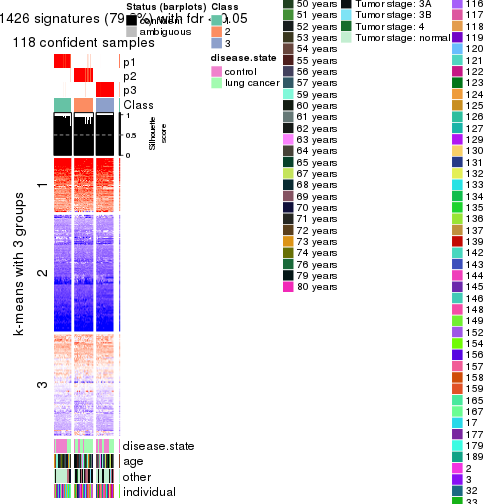 1426 signatures (79.
) with fdr < 0.05
118 confident samples
p1
p2
p3
Class
1
0.5
0
Silhouette
score
k-means with 3 groups
1
2
3
disease.state
age
other
individual
Status (barplots)
confident
ambiguous
Class
1
2
3
disease.state
control
lung cancer
50 years
51 years
52 years
53 years
54 years
55 years
56 years
57 years
59 years
60 years
61 years
62 years
63 years
64 years
65 years
67 years
68 years
69 years
70 years
71 years
72 years
73 years
74 years
76 years
79 years
80 years
Tumor stage: 3A
Tumor stage: 3B
Tumor stage: 4
Tumor stage: normal
116
117
118
119
120
121
122
123
124
125
126
127
129
130
131
132
133
134
135
136
137
139
142
143
144
145
146
148
149
152
154
156
157
158
159
165
167
17
177
179
189
2
3
32
33